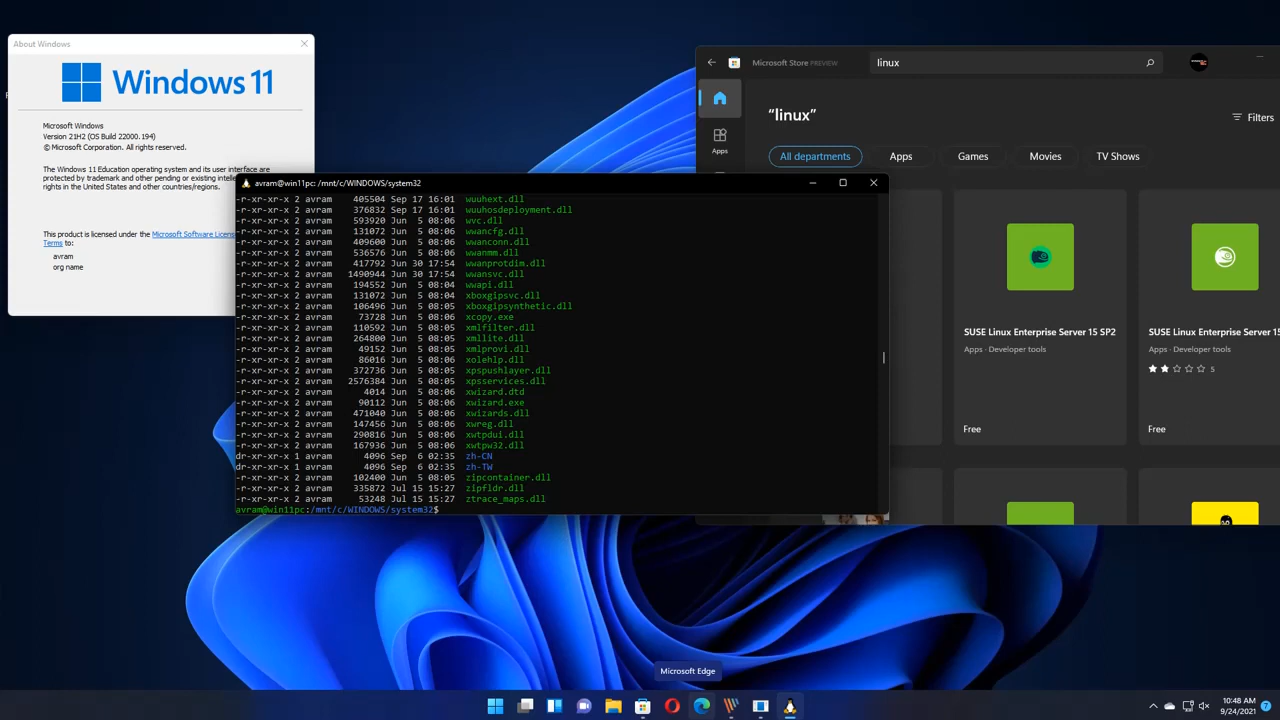 About Windows
Windows 11
Microsoft Windows
Version 21H2 (OS Build 22000.194)
© Microsoft Corporation. All rights reserved.
The Windows 11 Education operating system and its user interface are
protected by trademark and other pending or existing
rights in the United States and other countries/regions.
This product is licensed under the Microsoft Software
Terms to:
avram
org name
Microsoft Store PREVIEW
linux
“linux”
Filters
Apps
All departments
Apps
Games
Movies
TV Shows
SUSE Linux Enterprise Server 15 SP2
Apps · Developer tools
Free
SUSE Linux Enterprise Server 15
Apps · Developer tools
5
Free
avram@win11pc: /mnt/c/WINDOWS/system32
-r-xr-xr-x 2 avram 405504 Sep 17 16:01 wuuhext.dll
-r-xr-xr-x 2 avram 376832 Sep 17 16:01 wuuhosdeployment.dll
-r-xr-xr-x 2 avram 593920 Jun 5 08:06 wvc.dll
-r-xr-xr-x 2 avram 131072 Jun 5 08:06 wwancfg.dll
-r-xr-xr-x 2 avram 409600 Jun 5 08:06 wwanconn.dll
-r-xr-xr-x 2 avram 536576 Jun 5 08:06 wwanmm.dll
-r-xr-xr-x 2 avram 417792 Jun 30 17:54 wwanprotdim.dll
-r-xr-xr-x 2 avram 1490944 Jun 30 17:54 wwansvc.dll
-r-xr-xr-x 2 avram 194552 Jun 5 08:04 wwapi.dll
-r-xr-xr-x 2 avram 131072 Jun 5 08:05 xboxgipsvc.dll
-r-xr-xr-x 2 avram 106496 Jun 5 08:05 xboxgipsynthetic.dll
-r-xr-xr-x 2 avram 73728 Jun 5 08:06 xcopy.exe
-r-xr-xr-x 2 avram 110592 Jun 5 08:05 xmlfilter.dll
-r-xr-xr-x 2 avram 264800 Jun 5 08:05 xmllite.dll
-r-xr-xr-x 2 avram 49152 Jun 5 08:05 xmlprovi.dll
-r-xr-xr-x 2 avram 86016 Jun 5 08:06 xolehlp.dll
-r-xr-xr-x 2 avram 372736 Jun 5 08:05 xpspushlayer.dll
-r-xr-xr-x 2 avram 2576384 Jun 5 08:05 xpsservices.dll
-r-xr-xr-x 2 avram 4014 Jun 5 08:06 xwizard.dtd
-r-xr-xr-x 2 avram 90112 Jun 5 08:06 xwizard.exe
-r-xr-xr-x 2 avram 471040 Jun 5 08:06 xwizards.dll
-r-xr-xr-x 2 avram 147456 Jun 5 08:06 xwreg.dll
-r-xr-xr-x 2 avram 290816 Jun 5 08:06 xwtpdui.dll
-r-xr-xr-x 2 avram 167936 Jun 5 08:06 xwtpw32.dll
dr-xr-xr-x 1 avram 4096 Sep 6 02:35 zh-CN
dr-xr-xr-x 1 avram 4096 Sep 6 02:35 zh-TW
-r-xr-xr-x 2 avram 102400 Jun 5 08:05 zipcontainer.dll
-r-xr-xr-x 2 avram 335872 Jul 15 15:27 zipfldr.dll
-r-xr-xr-x 2 avram 53248 Jul 15 15:27 ztrace_maps.dll
avram@win11pc:/mnt/c/WINDOWS/system32$
Microsoft Edge
10:48 AM
9/24/2021
7